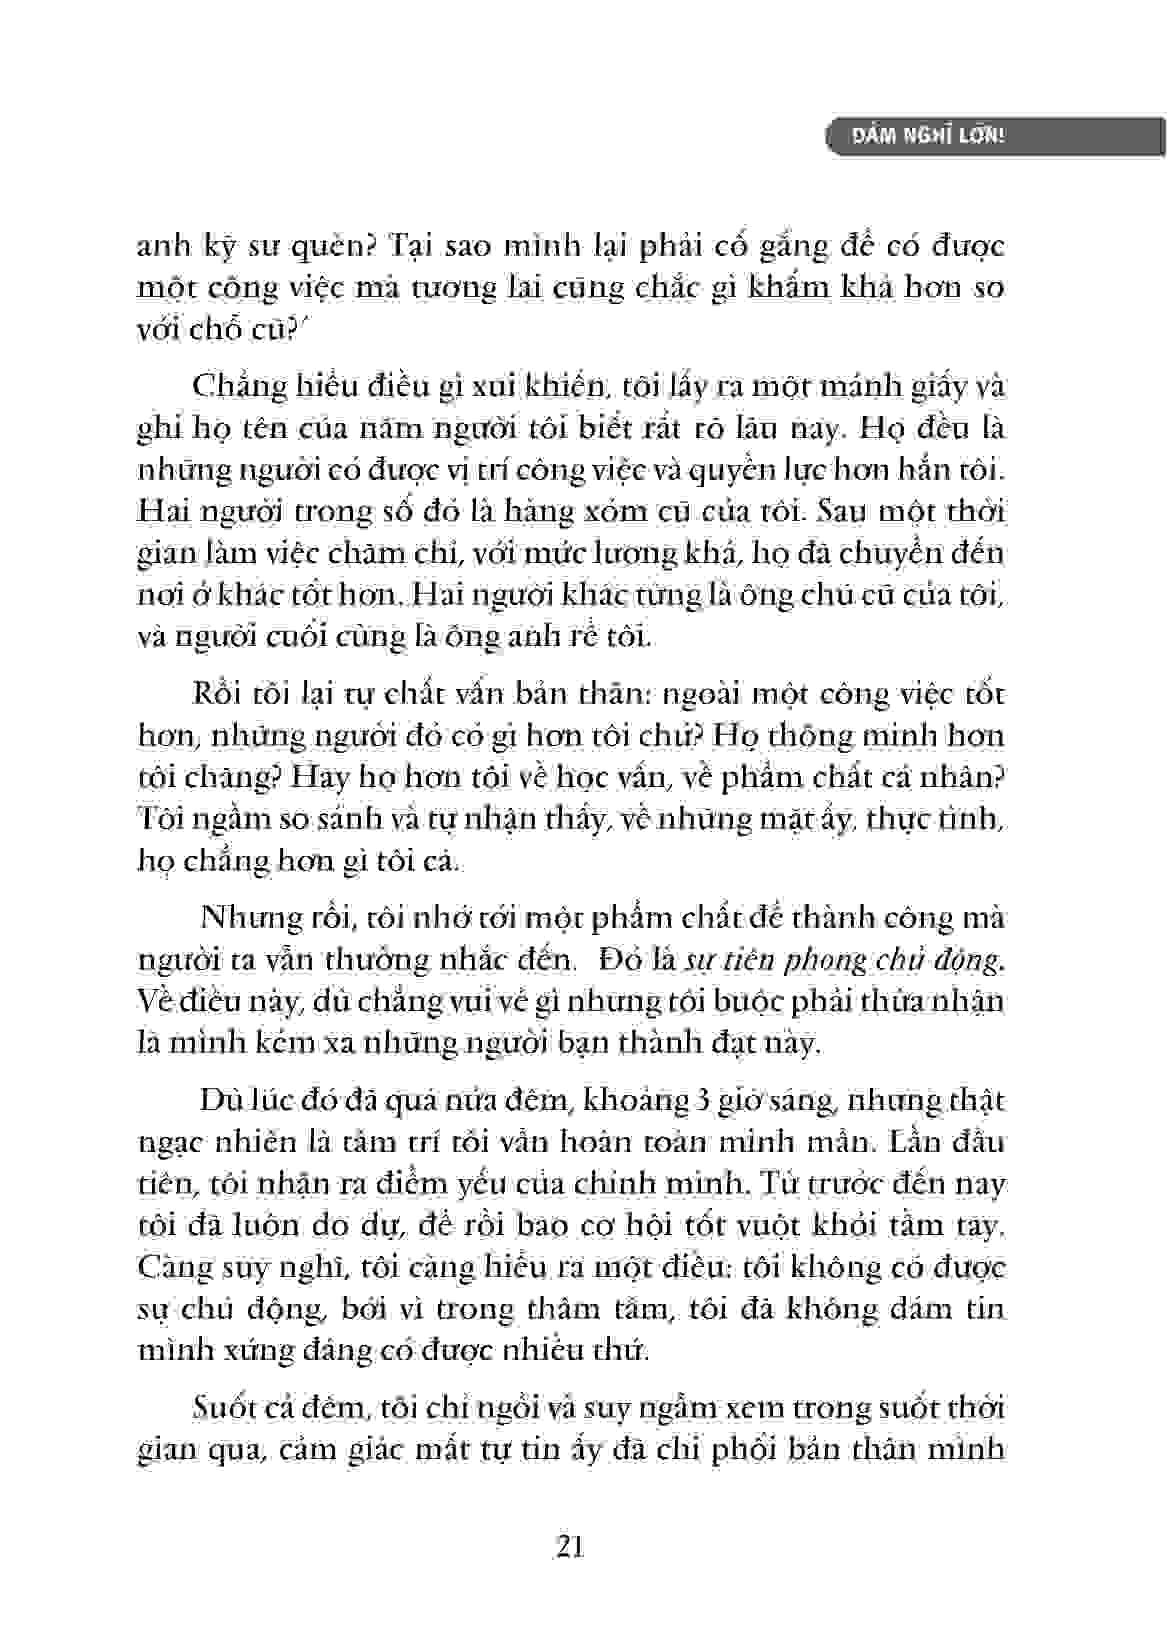 DÁM NGHĨ LỚN!
anh kỹ sư quèn? Tại sao mình lại phải cố gắng để có được
một công việc mà tương lai cũng chắc gì khấm khá hơn so
với chỗ cũ?'
Chẳng hiểu điều gì xui khiến, tôi lấy ra một mảnh giấy và
ghi họ tên của năm người tôi biết rất rõ lâu nay. Họ đều là
những người có được vị trí công việc và quyền lực hơn hẳn tôi.
Hai người trong số đó là hàng xóm cũ của tôi. Sau một thời
gian làm việc chăm chỉ, với mức lương khá, họ đã chuyển đến
nơi ở khác tốt hơn. Hai người khác từng là ông chủ cũ của tôi,
và người cuối cùng là ông anh rể tôi.
Rồi tôi lại tự chất vấn bản thân: ngoài một công việc tốt
hơn, những người đó có gì hơn tôi chứ? Họ thông minh hơn
tôi chăng? Hay họ hơn tôi về học vấn, về phẩm chất cá nhân?
Tôi ngầm so sánh và tự nhận thấy, về những mặt ấy, thực tình,
họ chẳng hơn gì tôi cả.
Nhưng rồi, tôi nhớ tới một phẩm chất để thành công mà
người ta vẫn thường nhắc đến. Đó là sự tiên phong chủ động.
Về điều này, dù chẳng vui vẻ gì nhưng tôi buộc phải thừa nhận
là mình kém xa những người bạn thành đạt này.
Dù lúc đó đã quá nửa đêm, khoảng 3 giờ sáng, nhưng thật
ngạc nhiên là tâm trí tôi vẫn hoàn toàn minh mẫn. Lần đầu
tiên, tôi nhận ra điểm yếu của chính mình. Từ trước đến nay
tôi đã luôn do dự, để rồi bao cơ hội tốt vuột khỏi tầm tay.
Càng suy nghĩ, tôi càng hiểu ra một điều: tôi không có được
sự chủ động, bởi vì trong thâm tâm, tôi đã không dám tin
mình xứng đáng có được nhiều thứ.
Suốt cả đêm, tôi chỉ ngồi và suy ngẫm xem trong suốt thời
gian qua, cảm giác mất tự tin ấy đã chi phối bản thân mình
21